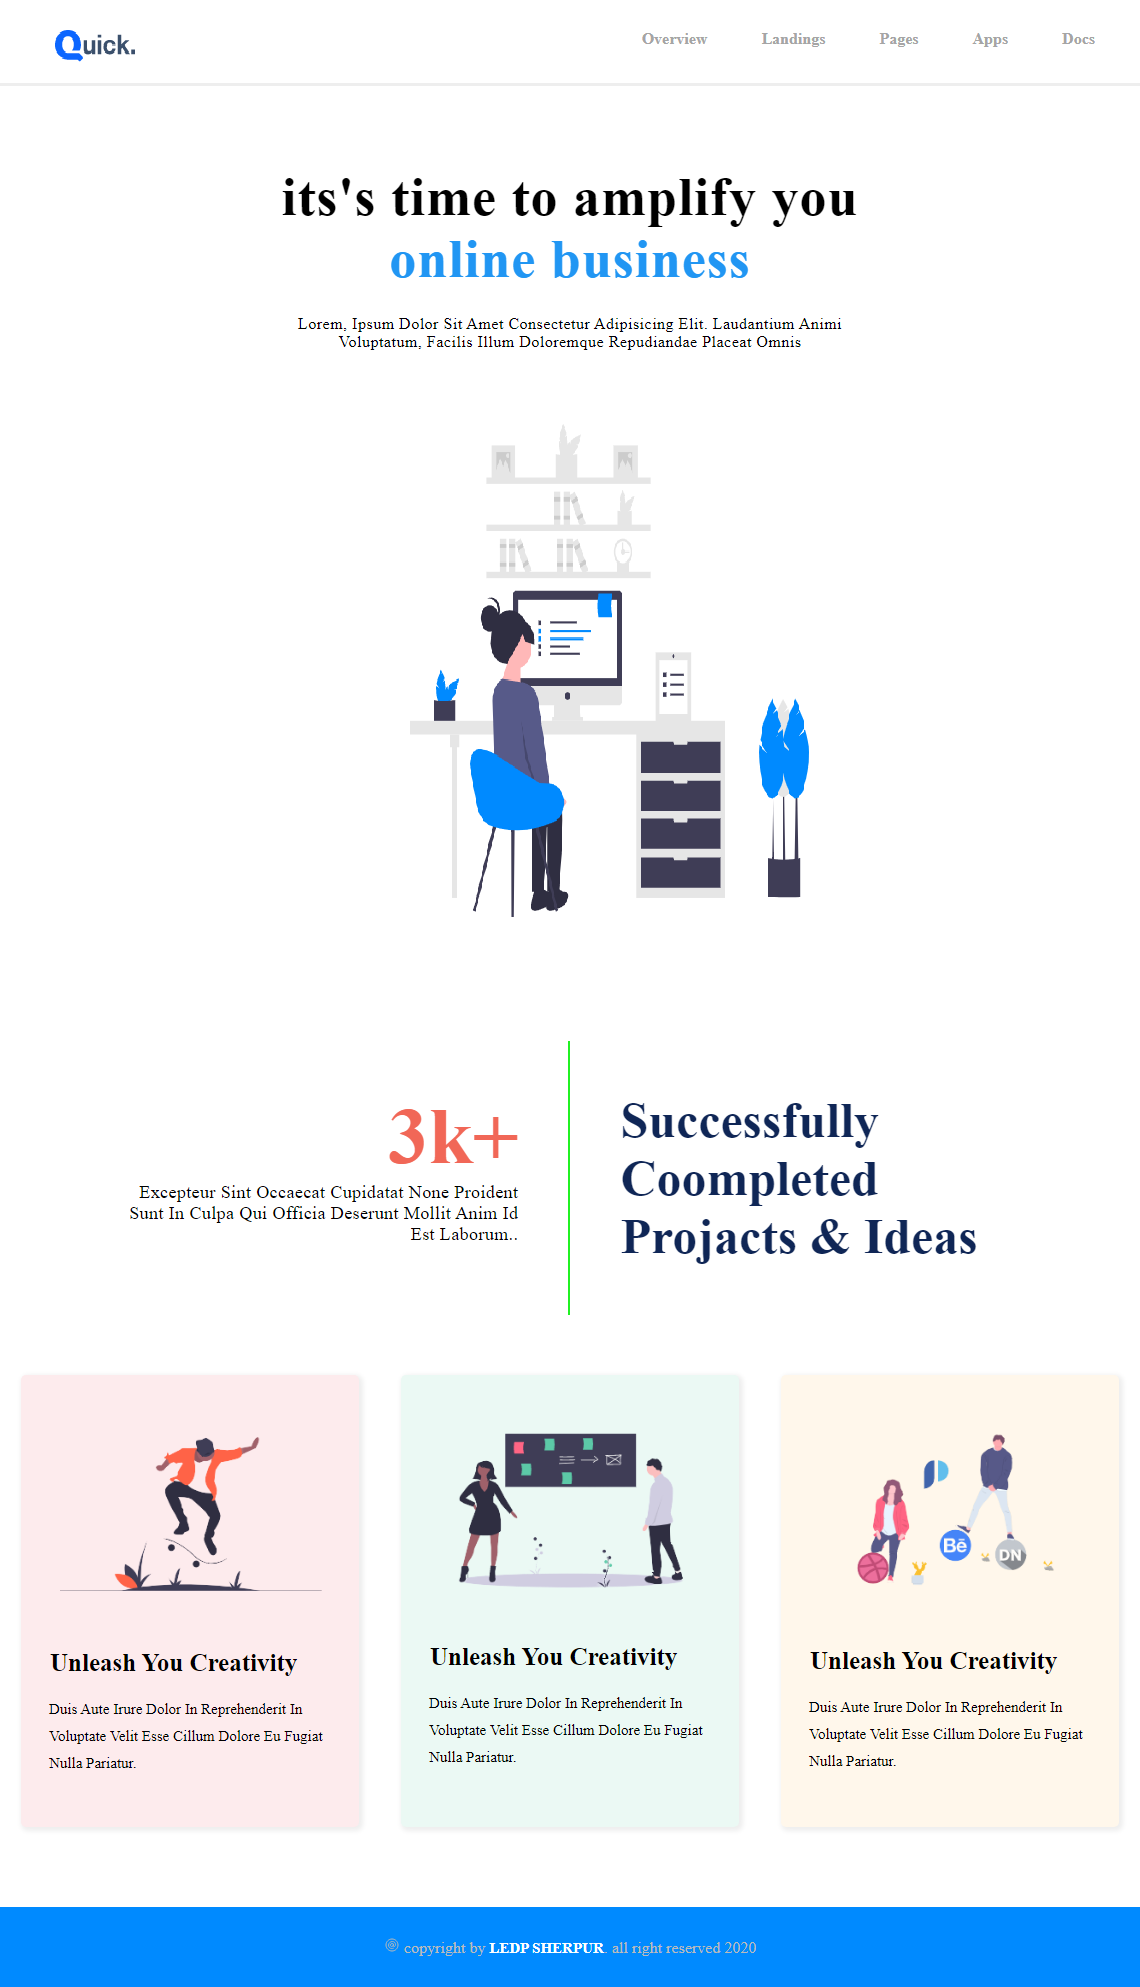 Quick.
Overview Landings Pages Apps Docs
its's time to amplify you
online business
Lorem, Ipsum Dolor Sit Amet Consectetur Adipisicing Elit. Laudantium Animi
Voluptatum, Facilis Illum Doloremque Repudiandae Placeat Omnis
3k+
Excepteur Sint Occaecat Cupidatat None Proident
Sunt In Culpa Qui Officia Deserunt Mollit Anim Id
Est Laborum..
Successfully
Coompleted
Projacts & Ideas
Unleash You Creativity
Duis Aute Irure Dolor In Reprehenderit In
Voluptate Velit Esse Cillum Dolore Eu Fugiat
Nulla Pariatur.
Unleash You Creativity
Duis Aute Irure Dolor In Reprehenderit In
Voluptate Velit Esse Cillum Dolore Eu Fugiat
Nulla Pariatur.
Bē
DN
Unleash You Creativity
Duis Aute Irure Dolor In Reprehenderit In
Voluptate Velit Esse Cillum Dolore Eu Fugiat
Nulla Pariatur.
@ copyright by LEDP SHERPUR. all right reserved 2020